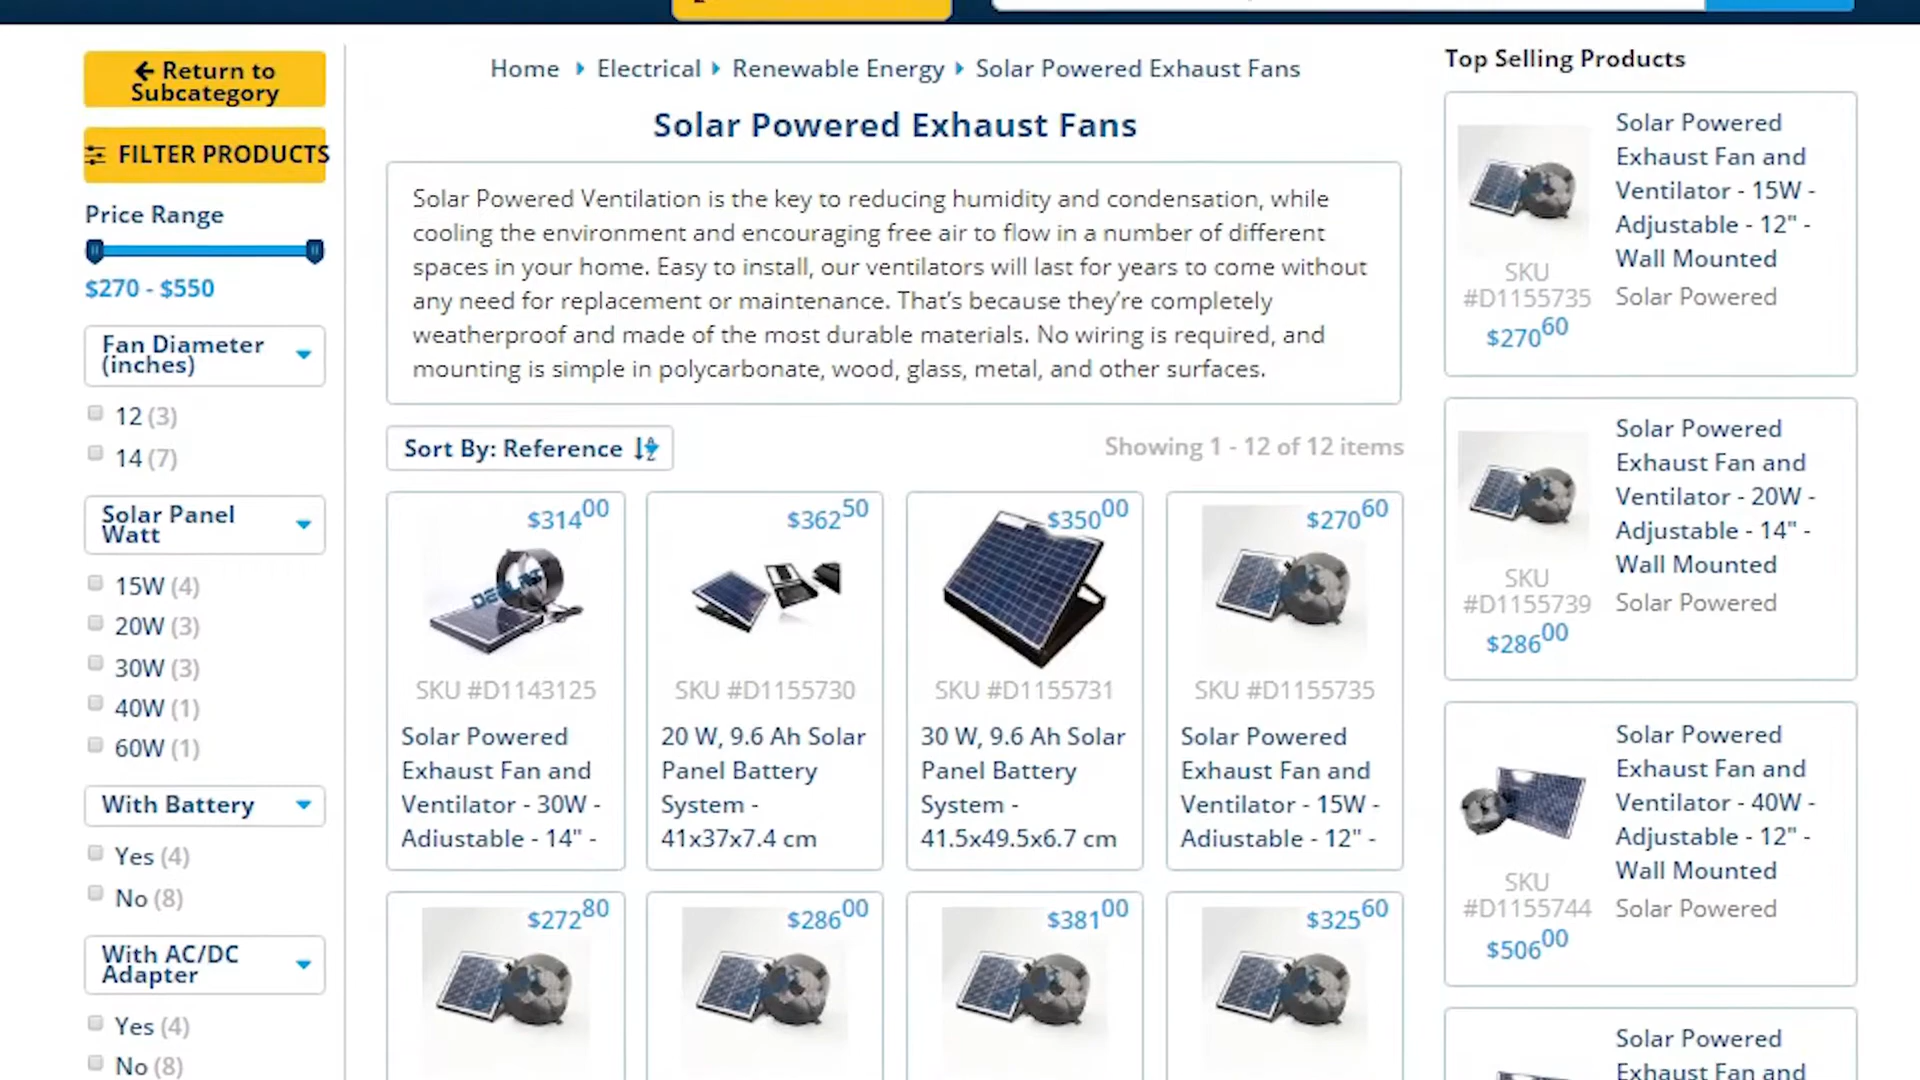 Return to
Subcategory
FILTER PRODUCTS
Price Range
$270 - $550
Fan Diameter
(inches)
12 (3)
14 (7)
Solar Panel
Watt
15W (4)
20W (3)
30W (3)
40W (1)
60W (1)
With Battery
Yes (4)
No (8)
With AC/DC
Adapter
Yes (4)
No (8)
Home Electrical Renewable Energy Solar Powered Exhaust Fans
Solar Powered Exhaust Fans
Solar Powered Ventilation is the key to reducing humidity and condensation, while
cooling the environment and encouraging free air to flow in a number of different
spaces in your home. Easy to install, our ventilators will last for years to come without
any need for replacement or maintenance. That’s because they’re completely
weatherproof and made of the most durable materials. No wiring is required, and
mounting is simple in polycarbonate, wood, glass, metal, and other surfaces.
Sort By: Reference
Showing 1 - 12 of 12 items
$314 00
SKU #D1143125
Solar Powered
Exhaust Fan and
Ventilator - 30W -
Adjustable - 14" -
$362 50
SKU #D1155730
20 W, 9.6 Ah Solar
Panel Battery
System -
41x37x7.4 cm
$350 00
SKU #D1155731
30 W, 9.6 Ah Solar
Panel Battery
System -
41.5x49.5x6.7 cm
$270 60
SKU #D1155735
Solar Powered
Exhaust Fan and
Ventilator - 15W -
Adjustable - 12" -
$272 80
$286 00
$381 00
$325 60
Top Selling Products
Solar Powered
Exhaust Fan and
Ventilator - 15W -
Adjustable - 12" -
Wall Mounted
Solar Powered
SKU
#D1155735
$270 60
Solar Powered
Exhaust Fan and
Ventilator - 20W -
Adjustable - 14" -
Wall Mounted
Solar Powered
SKU
#D1155739
$286 00
Solar Powered
Exhaust Fan and
Ventilator - 40W -
Adjustable - 12" -
Wall Mounted
Solar Powered
SKU
#D1155744
$506 00
Solar Powered
Exhaust Fan and